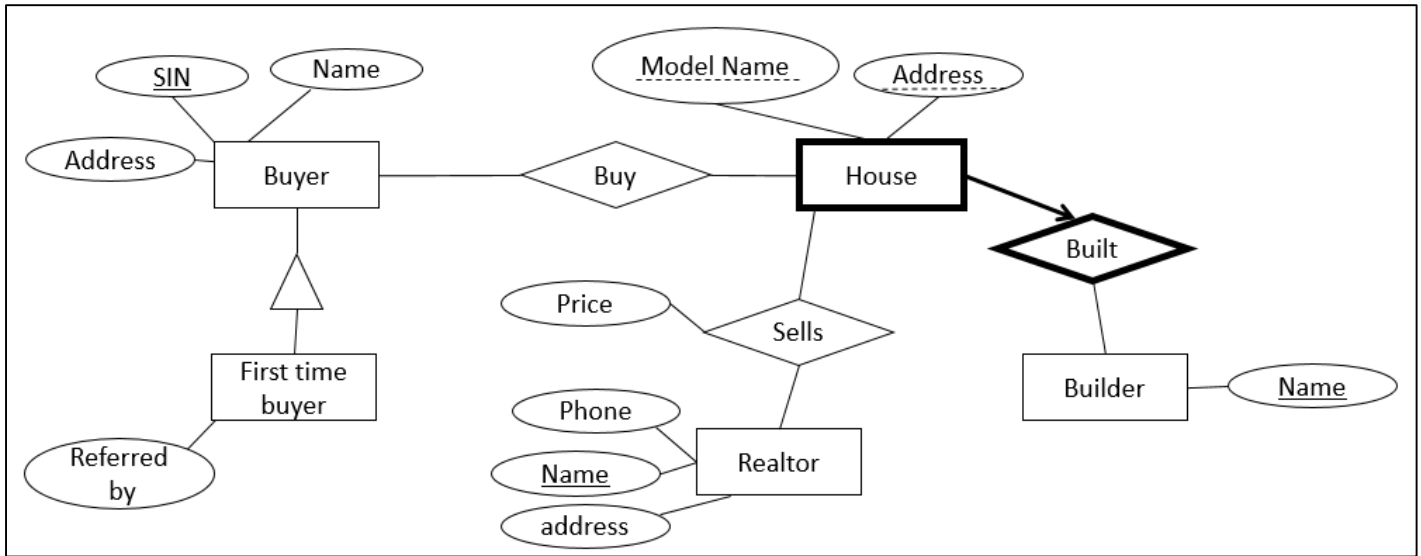 SIN
Name
Address
Buyer
Buy
Model Name
Address
House
Built
Price
Sells
First time
buyer
Referred
by
Phone
Name
address
Realtor
Builder
Name